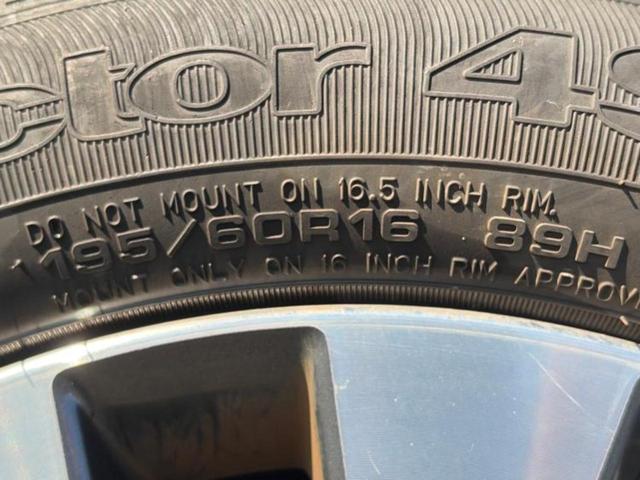 ctor 4S
DO NOT MOUNT ON 16.5 INCH RIM.
195/60R16 89H
MOUNT ONLY ON 16 INCH RIM APPROV